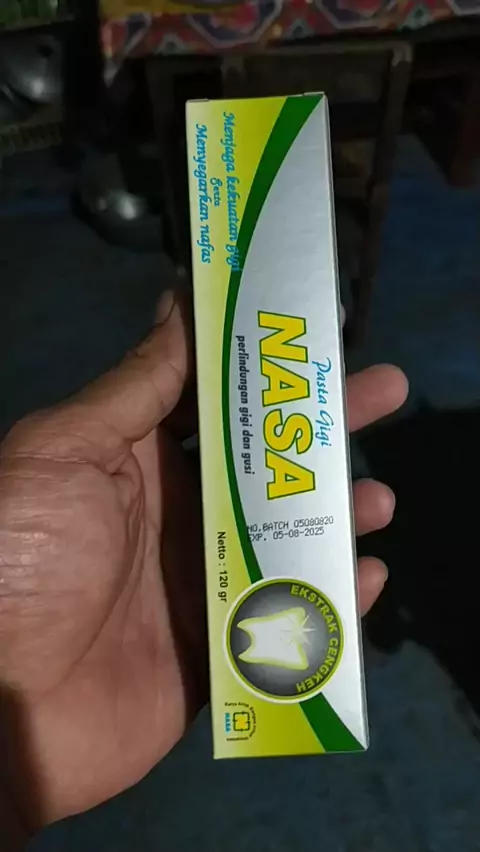 Menjaga kekuatan gigi
Serta
Menyegarkan nafas
Pasta Gigi
NASA
perlindungan gigi dan gusi
NO.BATCH 05080820
EXP. 05-08-2025
Netto : 120 gr
EKSTRAK CENGKEH
NASA